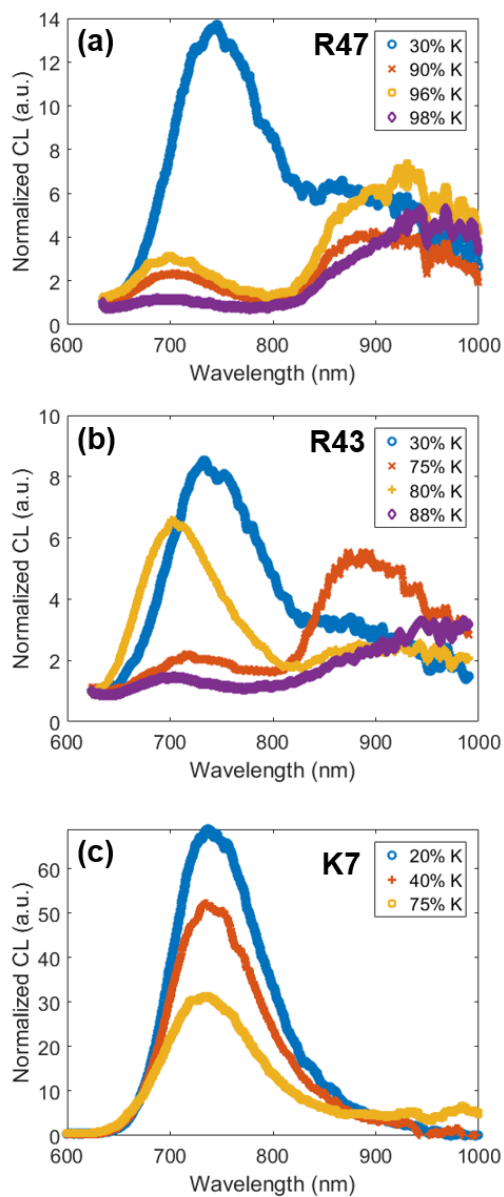 (a)
R47
30% K
90% K
96% K
98% K
Normalized CL (a.u.)
14
12
10
8
6
4
2
0
600
700
800
900
1000
Wavelength (nm)
(b)
R43
30% K
75% K
80% K
88% K
Normalized CL (a.u.)
10
8
6
4
2
0
600
700
800
900
1000
Wavelength (nm)
(c)
K7
20% K
40% K
75% K
Normalized CL (a.u.)
60
50
40
30
20
10
0
600
700
800
900
1000
Wavelength (nm)